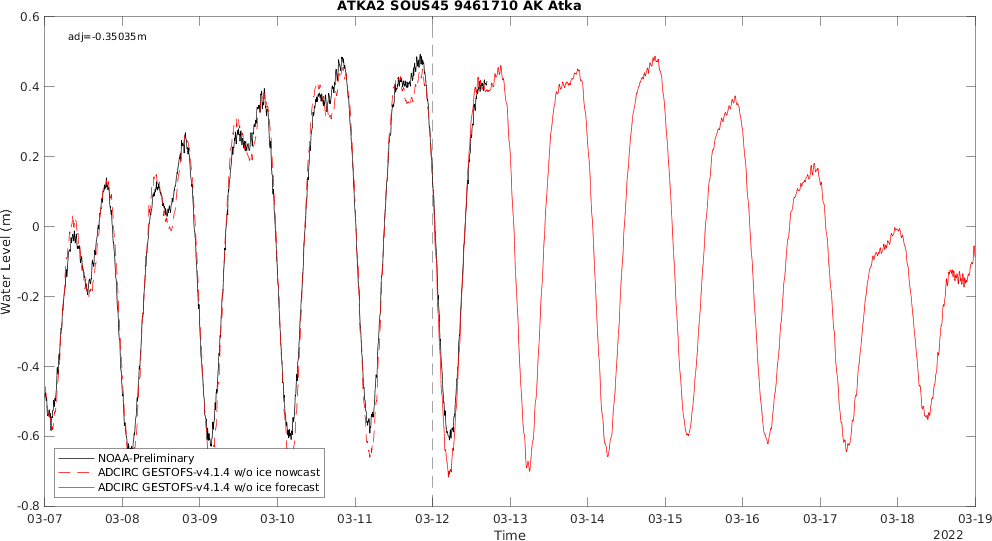 ATKA2 SOUS45 9461710 AK Atka
adj=-0.35035m
0.6
0.4
0.2
0
-0.2
-0.4
-0.6
-0.8
Water Level (m)
NOAA-Preliminary
ADCIRC GESTOFS-v4.1.4 w/o ice nowcast
ADCIRC GESTOFS-v4.1.4 w/o ice forecast
03-07 03-08 03-09 03-10 03-11 03-12 03-13 03-14 03-15 03-16 03-17 03-18 03-19
Time
2022